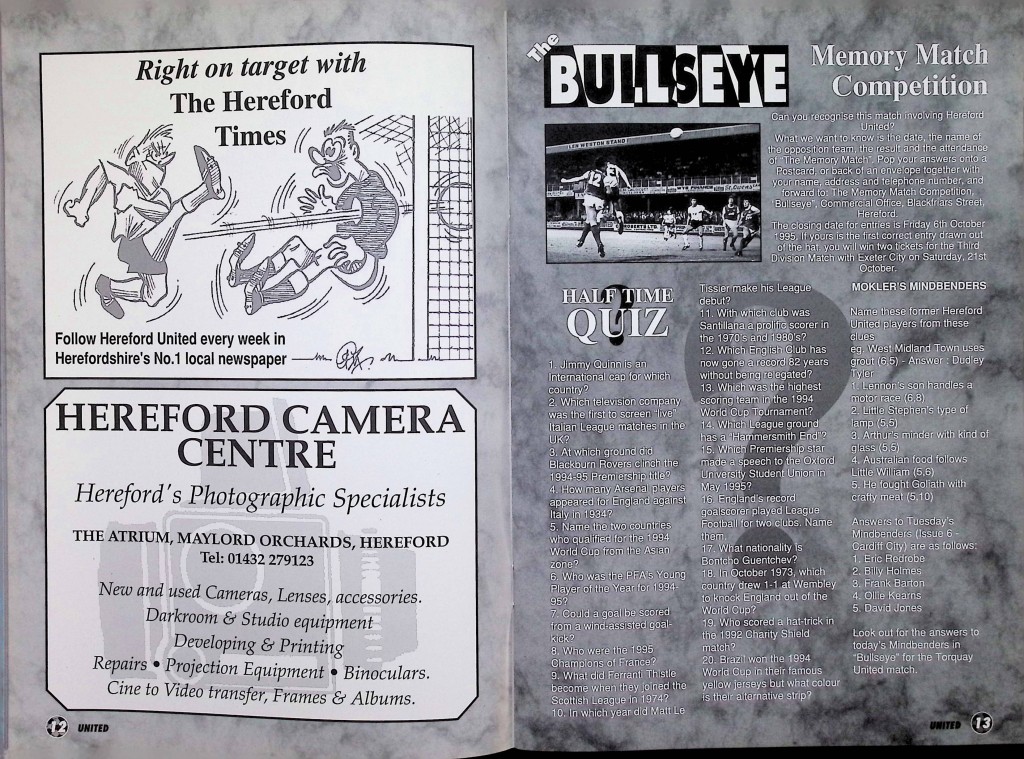 Right on target with
The Hereford
Times
Follow Hereford United every week in
Herefordshire's No.1 local newspaper
HEREFORD CAMERA
CENTRE
Hereford's Photographic Specialists
THE ATRIUM, MAYLORD ORCHARDS, HEREFORD
Tel: 01432 279123
New and used Cameras, Lenses, accessories.
Darkroom & Studio equipment
Developing & Printing
Repairs • Projection Equipment • Binoculars.
Cine to Video transfer, Frames & Albums.
12 UNITED
The
BULLSEYE
Memory Match
Competition
LEN WESTON STAND
Can you recognise this match involving Hereford
United?
What we want to know is the date, the name of
the opposition team, the result and the attendance
of "The Memory Match". Pop your answers onto a
Postcard, or back of an envelope together with
your name, address and telephone number, and
forward to: The Memory Match Competition,
'Bullseye", Commercial Office, Blackfriars Street,
Hereford.
The closing date for entries is Friday 6th October
1995. If yours is the first correct entry drawn out
of the hat, you will win two tickets for the Third
Division Match with Exeter City on Saturday, 21st
October.
HALF TIME
QUIZ
1. Jimmy Quinn is an
International cap for which
country?
2. Which television company
was the first to screen "live"
Italian League matches in the
UK?
3. At which ground did
Blackburn Rovers clinch the
1994-95 Premiership title?
4. How many Arsenal players
appeared for England against
Italy in 1934?
5. Name the two countries
who qualified for the 1994
World Cup from the Asian
zone?
6. Who was the PFA's Young
Player of the Year for 1994-
95?
7. Could a goal be scored
from a wind-assisted goal-
kick?
8. Who were the 1995
Champions of France?
9. What did Ferranti Thistle
become when they joined the
Scottish League in 1974?
10. In which year did Matt Le
Tissier make his League
debut?
11. With which club was
Santillana a prolific scorer in
the 1970's and 1980's?
12. Which English Club has
now gone a record 82 years
without being relegated?
13. Which was the highest
scoring team in the 1994
World Cup Tournament?
14. Which League ground
has a "Hammersmith End"?
15. Which Premiership star
made a speech to the Oxford
University Student Union in
May 1995?
16. England's record
goalscorer played League
Football for two clubs. Name
them.
17. What nationality is
Bontcho Guentchev?
18. In October 1973, which
country drew 1-1 at Wembley
to knock England out of the
World Cup?
19. Who scored a hat-trick in
the 1992 Charity Shield
match?
20. Brazil won the 1994
World Cup in their famous
yellow jerseys but what colour
is their alternative strip?
MOKLER'S MINDBENDERS
Name these former Hereford
United players from these
clues
eg. West Midland Town uses
grout (6,5) - Answer : Dudley
Tyler
1. Lennon's son handles a
motor race (6,8)
2. Little Stephen's type of
lamp (5,5)
3. Arthur's minder with kind of
glass (5,5)
4. Australian food follows
Little William (5,6)
5. He fought Goliath with
crafty meat (5,10)
Answers to Tuesday's
Mindbenders (Issue 6 -
Cardiff City) are as follows:
1. Eric Redrobe
2. Billy Holmes
3. Frank Barton
4. Ollie Kearns
5. David Jones
Look out for the answers to
today's Mindbenders in
"Bullseye" for the Torquay
United match.
UNITED 13